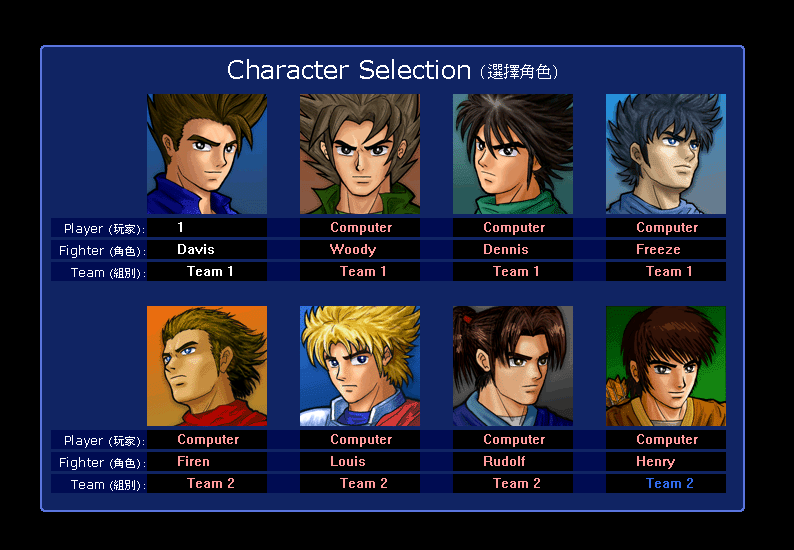 Character Selection (選擇角色)
Player (玩家): 1 Computer Computer Computer
Fighter (角色): Davis Woody Dennis Freeze
Team (組別): Team 1 Team 1 Team 1 Team 1
Player (玩家): Computer Computer Computer Computer
Fighter (角色): Firen Louis Rudolf Henry
Team (組別): Team 2 Team 2 Team 2 Team 2